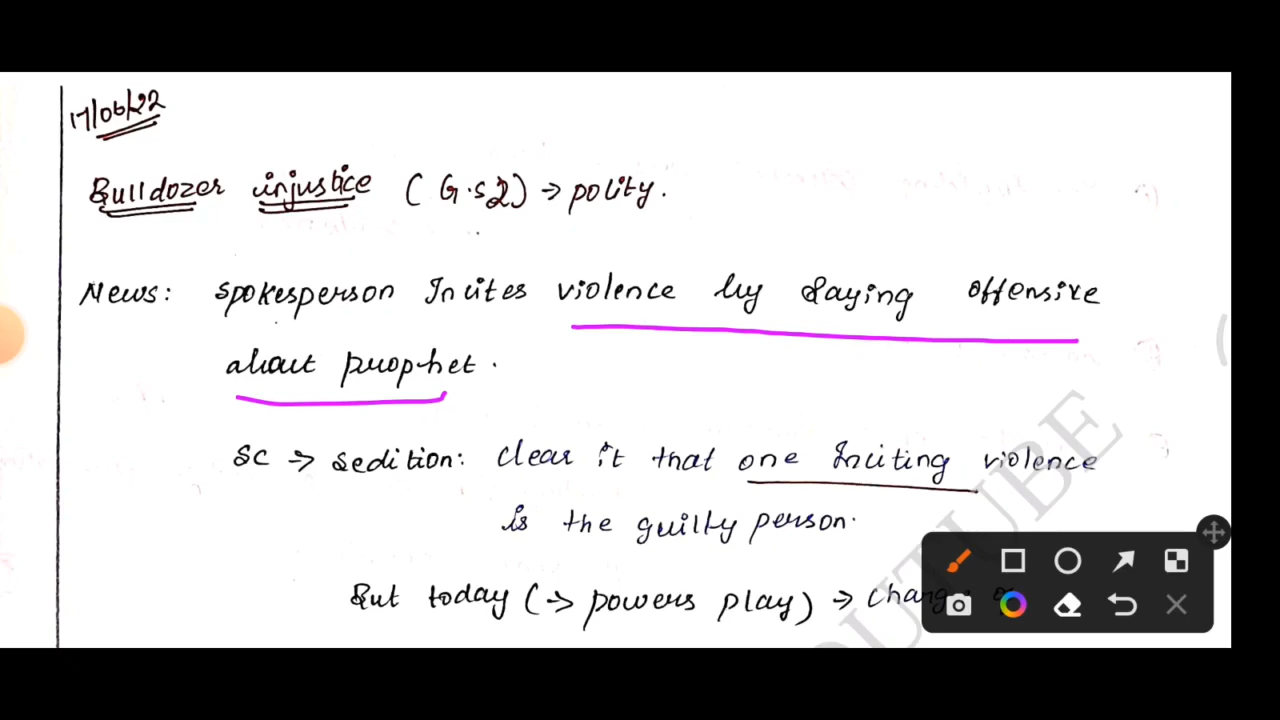 17/06/22
Bulldozer injustice (G.S2) → polity.
News: spokesperson Incites violence by saying offensive
about prophet.
SC → sedition: clear it that one Inciting violence
is the guilty person.
But today (→ powers play) →
OUTUBE